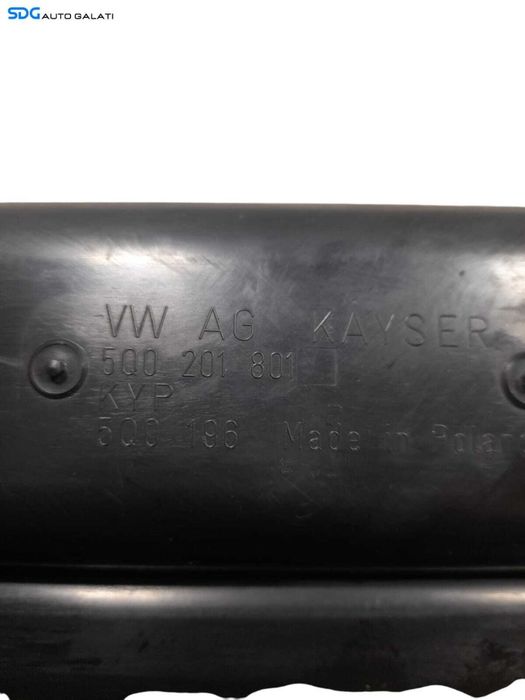 SDG AUTO GALATI
VW AG KAYSER
5Q0 201 801
KYP
5Q0 196 Made in Polan